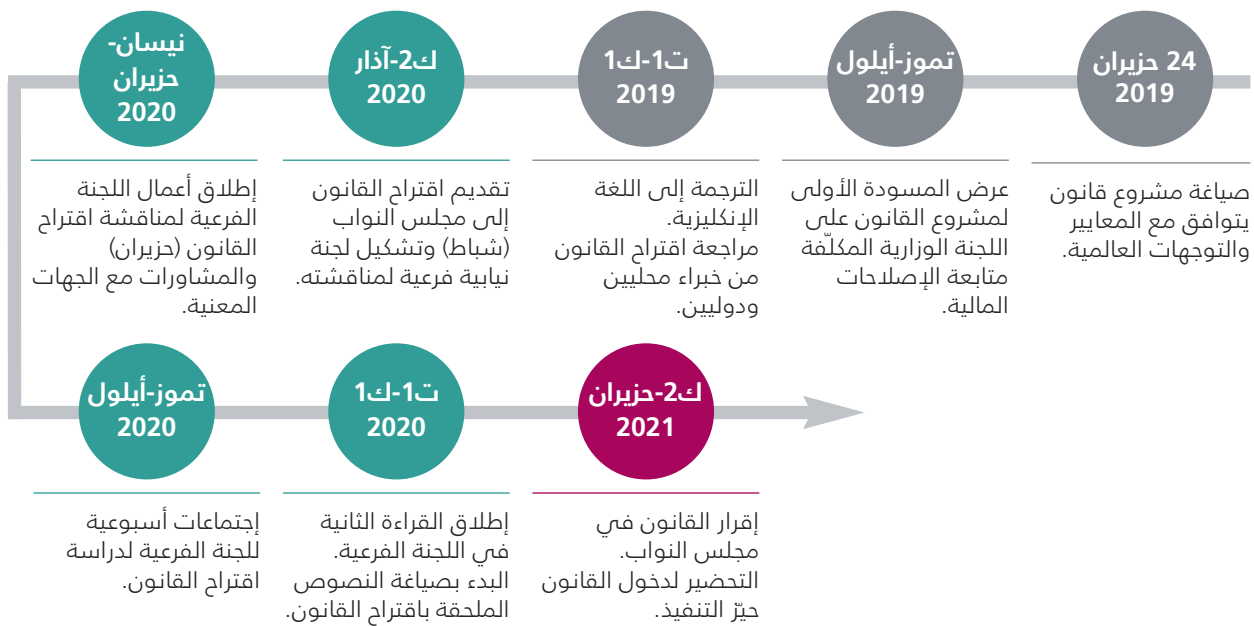 24 حزيران
2019
صياغة مشروع قانون
يتوافق مع المعايير
والتوجهات العالمية.
تموز-أيلول
2019
عرض المسودة الأولى
لمشروع القانون على
اللجنة الوزارية المكلّفة
متابعة الإصلاحات
المالية.
ت1-ك1
2019
الترجمة إلى اللغة
الإنكليزية.
مراجعة اقتراح القانون
من خبراء محليين
ودوليين.
ك2-آذار
2020
تقديم اقتراح القانون
إلى مجلس النواب
(شباط) وتشكيل لجنة
نيابية فرعية لمناقشته.
نيسان-
حزيران
2020
إطلاق أعمال اللجنة
الفرعية لمناقشة اقتراح
القانون (حزيران)
والمشاورات مع الجهات
المعنية.
تموز-أيلول
2020
إجتماعات أسبوعية
للجنة الفرعية لدراسة
اقتراح القانون.
ت1-ك1
2020
إطلاق القراءة الثانية
في اللجنة الفرعية.
البدء بصياغة النصوص
الملحقة باقتراح القانون.
ك2-حزيران
2021
إقرار القانون في
مجلس النواب.
التحضير لدخول القانون
حيّز التنفيذ.